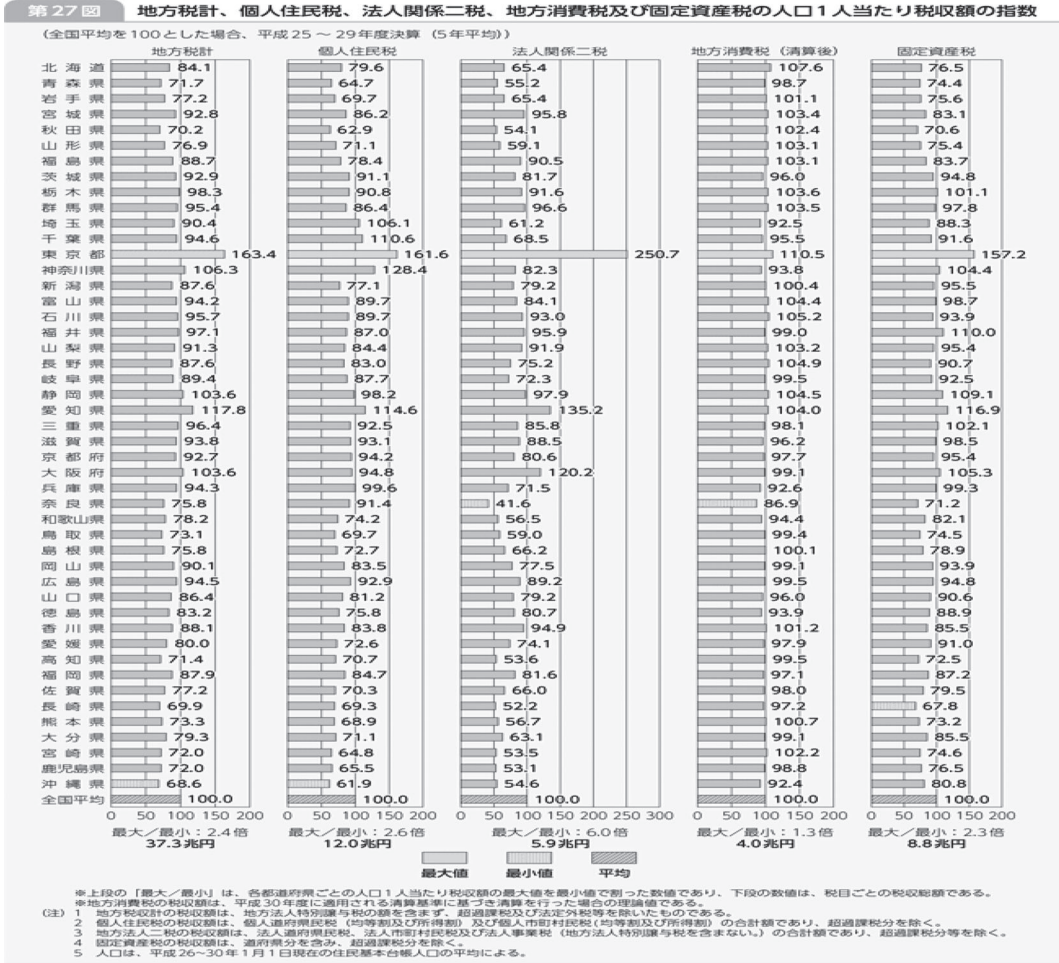 第27図 地方税計、個人住民税、法人関係二税、地方消費税及び固定資産税の人口1人当たり税収額の指数
(全国平均を100とした場合、平成25～29年度決算（5年平均）)
地方税計 個人住民税 法人関係二税 地方消費税（清算後） 固定資産税
北海道 84.1 79.6 65.4 107.6 76.5
青森県 71.7 64.7 55.2 98.7 74.4
岩手県 77.2 69.7 65.4 101.1 75.6
宮城県 92.8 86.2 95.8 103.4 83.1
秋田県 70.2 62.9 54.1 102.4 70.6
山形県 76.9 71.1 59.1 103.1 75.4
福島県 88.7 78.4 90.5 103.1 83.7
茨城県 92.9 91.1 81.7 96.0 94.8
栃木県 98.3 90.8 91.6 103.6 101.1
群馬県 95.4 86.4 96.6 103.5 97.8
埼玉県 90.4 106.1 61.2 92.5 88.3
千葉県 94.6 110.6 68.5 95.5 91.6
東京都 163.4 161.6 250.7 110.5 157.2
神奈川県 106.3 128.4 82.3 93.8 104.4
新潟県 87.6 77.1 79.2 100.4 95.5
富山県 94.2 89.7 84.1 104.4 98.7
石川県 95.7 89.7 93.0 105.2 93.9
福井県 97.1 87.0 95.9 99.0 110.0
山梨県 91.3 84.4 91.9 103.2 95.4
長野県 87.6 83.0 75.2 104.9 90.7
岐阜県 89.4 87.7 72.3 99.5 92.5
静岡県 103.6 98.2 97.9 104.5 109.1
愛知県 117.8 114.6 135.2 104.0 116.9
三重県 96.4 92.5 85.8 98.1 102.1
滋賀県 93.8 93.1 88.5 96.2 98.5
京都府 92.7 94.2 80.6 97.7 95.4
大阪府 103.6 94.8 120.2 99.1 105.3
兵庫県 94.3 99.6 71.5 92.6 99.3
奈良県 75.8 91.4 41.6 86.9 71.2
和歌山県 78.2 74.2 56.5 94.4 82.1
鳥取県 73.1 69.7 59.0 99.4 74.5
島根県 75.8 72.7 66.2 100.1 78.9
岡山県 90.1 83.5 77.5 99.1 93.9
広島県 94.5 92.9 89.2 99.5 94.8
山口県 86.4 81.2 79.2 96.0 90.6
徳島県 83.2 75.8 80.7 93.9 88.9
香川県 88.1 83.8 94.9 101.2 85.5
愛媛県 80.0 72.6 74.1 97.9 91.0
高知県 71.4 70.7 53.6 99.5 72.5
福岡県 87.9 84.7 81.6 97.1 87.2
佐賀県 77.2 70.3 66.0 98.0 79.5
長崎県 69.9 69.3 52.2 97.2 67.8
熊本県 73.3 68.9 56.7 100.7 73.2
大分県 79.3 71.1 63.1 99.1 85.5
宮崎県 72.0 64.8 53.5 102.2 74.6
鹿児島県 72.0 65.5 53.1 98.8 76.5
沖縄県 68.6 61.9 54.6 92.4 80.8
全国平均 100.0 100.0 100.0 100.0 100.0
0 50 100 150 200 0 50 100 150 200 0 50 100 150 200 250 300 0 50 100 150 200 0 50 100 150 200
最大／最小：2.4倍 最大／最小：2.6倍 最大／最小：6.0倍 最大／最小：1.3倍 最大／最小：2.3倍
37.3兆円 12.0兆円 5.9兆円 4.0兆円 8.8兆円
最大値 最小値 平均
※上段の「最大／最小」は、各都道府県ごとの人口1人当たり税収額の最大値を最小値で割った数値であり、下段の数値は、税目ごとの税収総額である。
※地方消費税の税収額は、平成30年度に適用される清算基準に基づき清算を行った場合の理論値である。
(注) 1 地方税収計の税収額は、地方法人特別譲与税の額を含まず、超過課税及び法定外税等を除いたものである。
2 個人住民税の税収額は、個人道府県民税（均等割及び所得割）及び個人市町村民税(均等割及び所得割）の合計額であり、超過課税分を除く。
3 地方法人二税の税収額は、法人道府県民税、法人市町村民税及び法人事業税（地方法人特別譲与税を含まない。）の合計額であり、超過課税分等を除く。
4 固定資産税の税収額は、道府県分を含み、超過課税分を除く。
5 人口は、平成26～30年1月1日現在の住民基本台帳人口の平均による。